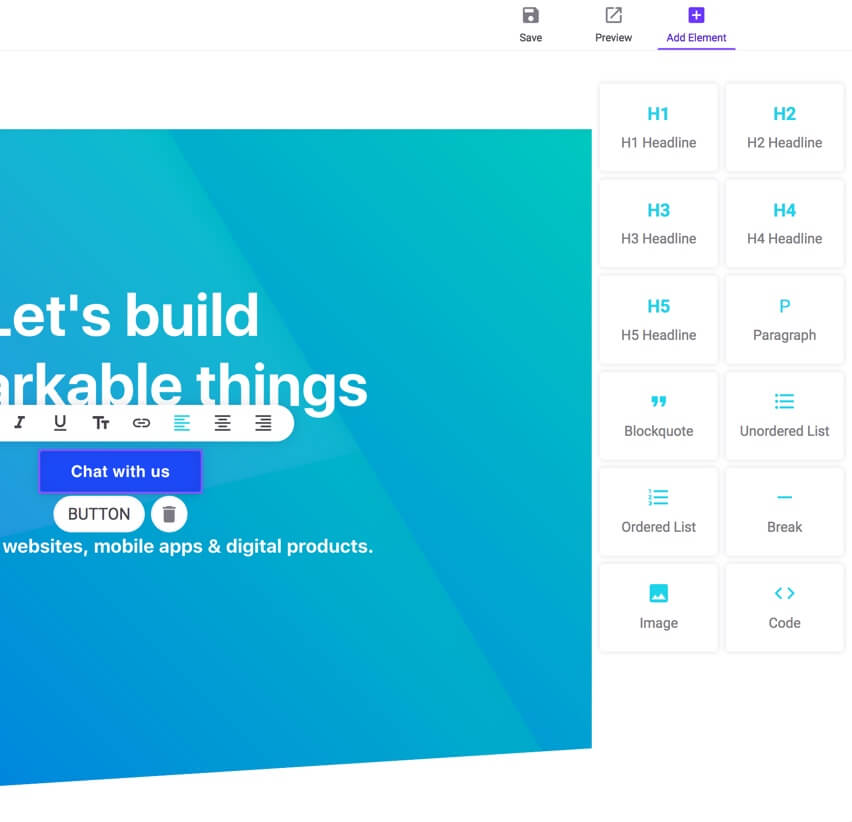 Save Preview Add Element
H1 H2
H1 Headline H2 Headline
H3 H4
H3 Headline H4 Headline
H5 P
H5 Headline Paragraph
Blockquote Unordered List
Ordered List Break
Image Code
Let's build
arkable things
Chat with us
BUTTON
websites, mobile apps & digital products.